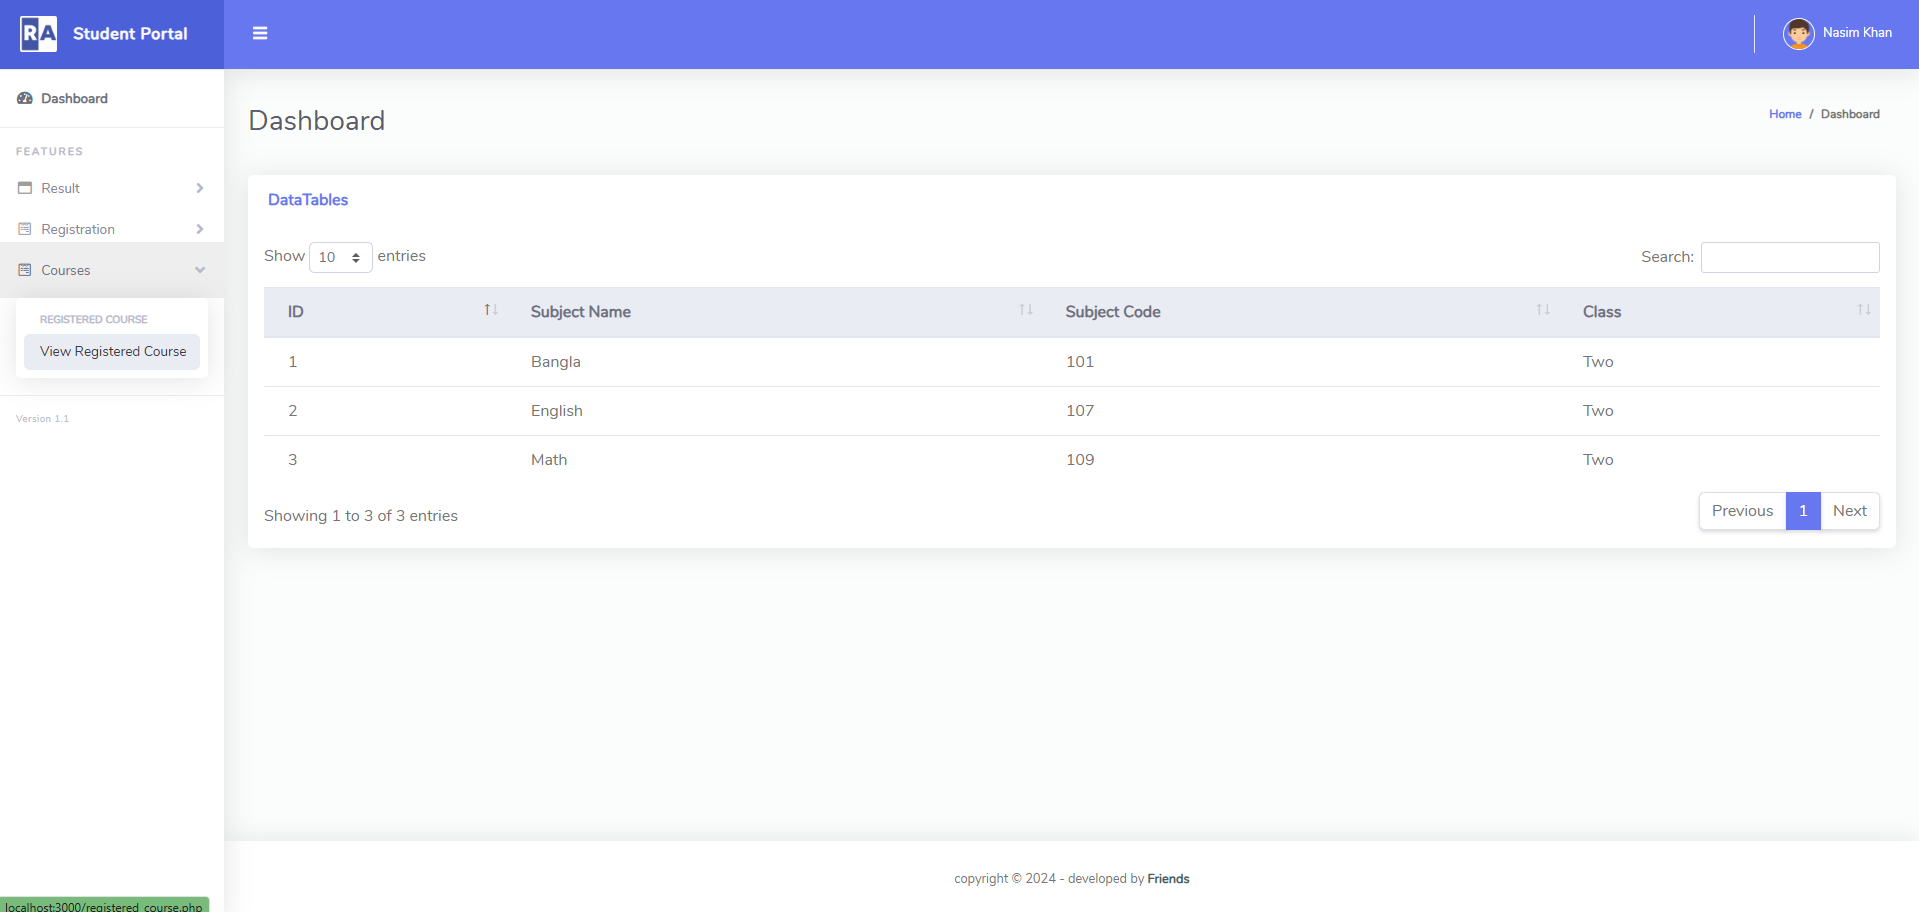 RA Student Portal
Nasim Khan
Dashboard
FEATURES
Result
Registration
Courses
REGISTERED COURSE
View Registered Course
Version 1.1
Dashboard
Home / Dashboard
DataTables
Show 10 entries
Search:
ID Subject Name Subject Code Class
1 Bangla 101 Two
2 English 107 Two
3 Math 109 Two
Showing 1 to 3 of 3 entries
Previous 1 Next
copyright © 2024 - developed by Friends
localhost:3000/registered_course.php